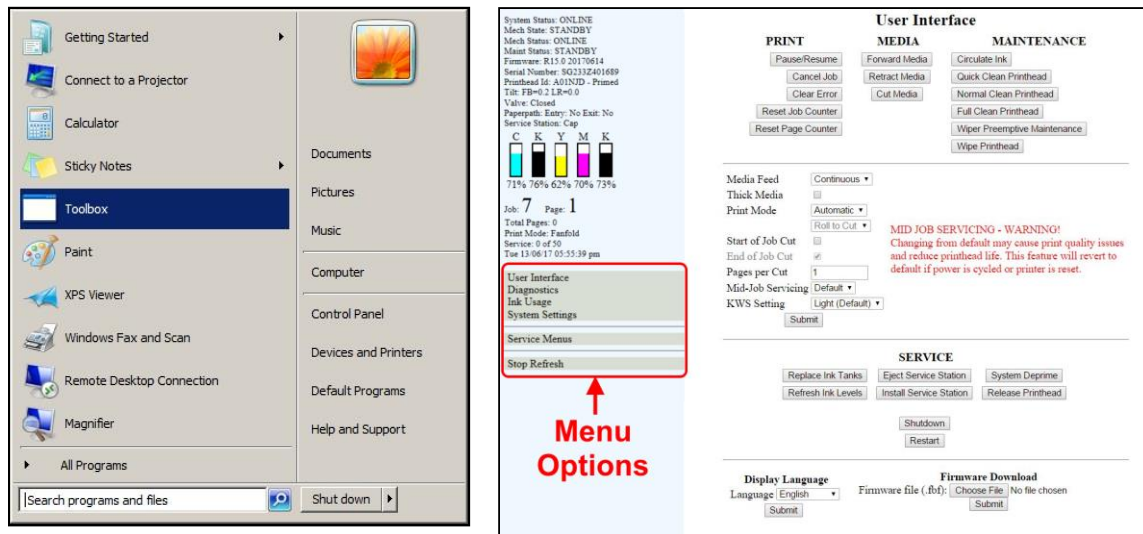 Getting Started
Connect to a Projector
Calculator
Sticky Notes
Toolbox
Paint
XPS Viewer
Windows Fax and Scan
Remote Desktop Connection
Magnifier
All Programs
Search programs and files
Documents
Pictures
Music
Computer
Control Panel
Devices and Printers
Default Programs
Help and Support
Shut down
System Status: ONLINE
Mech State: STANDBY
Mech Status: ONLINE
Maint Status: STANDBY
Firmware: R15.0 20170614
Serial Number: SG233Z401689
Printhead Id: A01NJD - Primed
Tilt: FB=0.2 LR=0.0
Valve: Closed
Paperpath: Entry: No Exit: No
Service Station: Cap
C K Y M K
71% 76% 62% 70% 73%
Job: 7 Page: 1
Total Pages: 0
Print Mode: Fanfold
Service: 0 of 50
Tue 13/06/17 05:55:39 pm
User Interface
Diagnostics
Ink Usage
System Settings
Service Menus
Stop Refresh
Menu
Options
User Interface
PRINT MEDIA MAINTENANCE
Pause/Resume Forward Media Circulate Ink
Cancel Job Retract Media Quick Clean Printhead
Clear Error Cut Media Normal Clean Printhead
Reset Job Counter Full Clean Printhead
Reset Page Counter Wiper Preemptive Maintenance
Wipe Printhead
Media Feed Continuous
Thick Media
Print Mode Automatic
Roll to Cut
Start of Job Cut
End of Job Cut
Pages per Cut 1
Mid-Job Servicing Default
KWS Setting Light (Default)
Submit
MID JOB SERVICING - WARNING!
Changing from default may cause print quality issues
and reduce printhead life. This feature will revert to
default if power is cycled or printer is reset.
SERVICE
Replace Ink Tanks Eject Service Station System Deprime
Refresh Ink Levels Install Service Station Release Printhead
Shutdown
Restart
Display Language
Language English
Submit
Firmware Download
Firmware file (.fbf): Choose File No file chosen
Submit